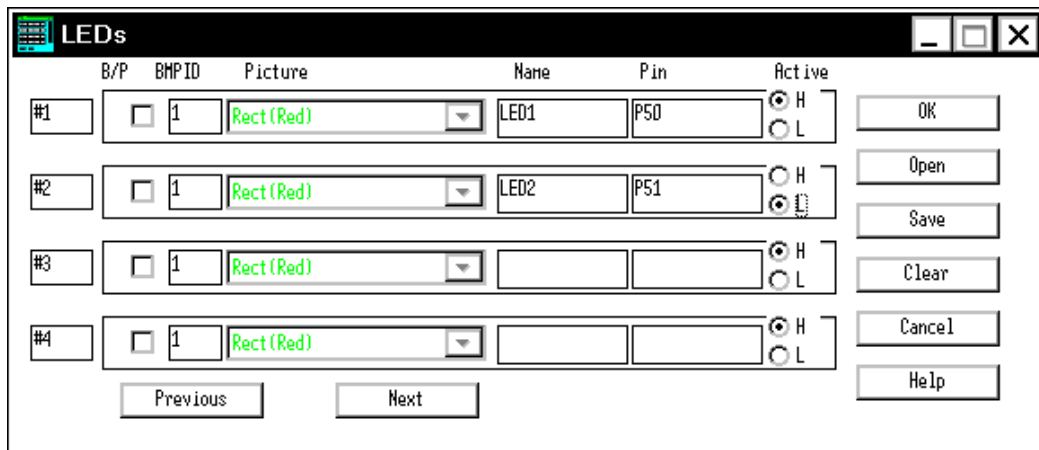 LEDs
B/P BMPID Picture Name Pin Active
#1 1 Rect(Red) LED1 P50 H
L
OK
#2 1 Rect(Red) LED2 P51 H
L
Open
Save
#3 1 Rect(Red) H
L
Clear
#4 1 Rect(Red) H
L
Cancel
Previous Next Help